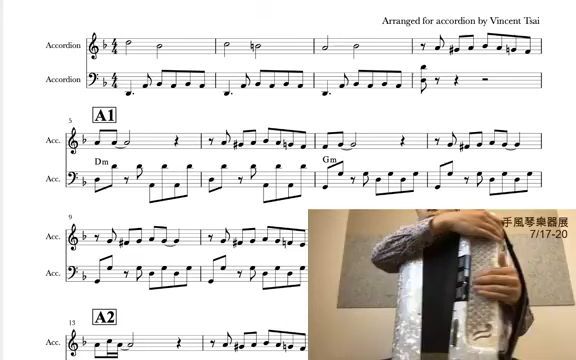 Arranged for accordion by Vincent Tsai
Accordion
Accordion
5
A1
Acc.
Dm
Gm
Acc.
9
Acc.
手風琴樂器展
7/17-20
Acc.
A2
13
Acc.